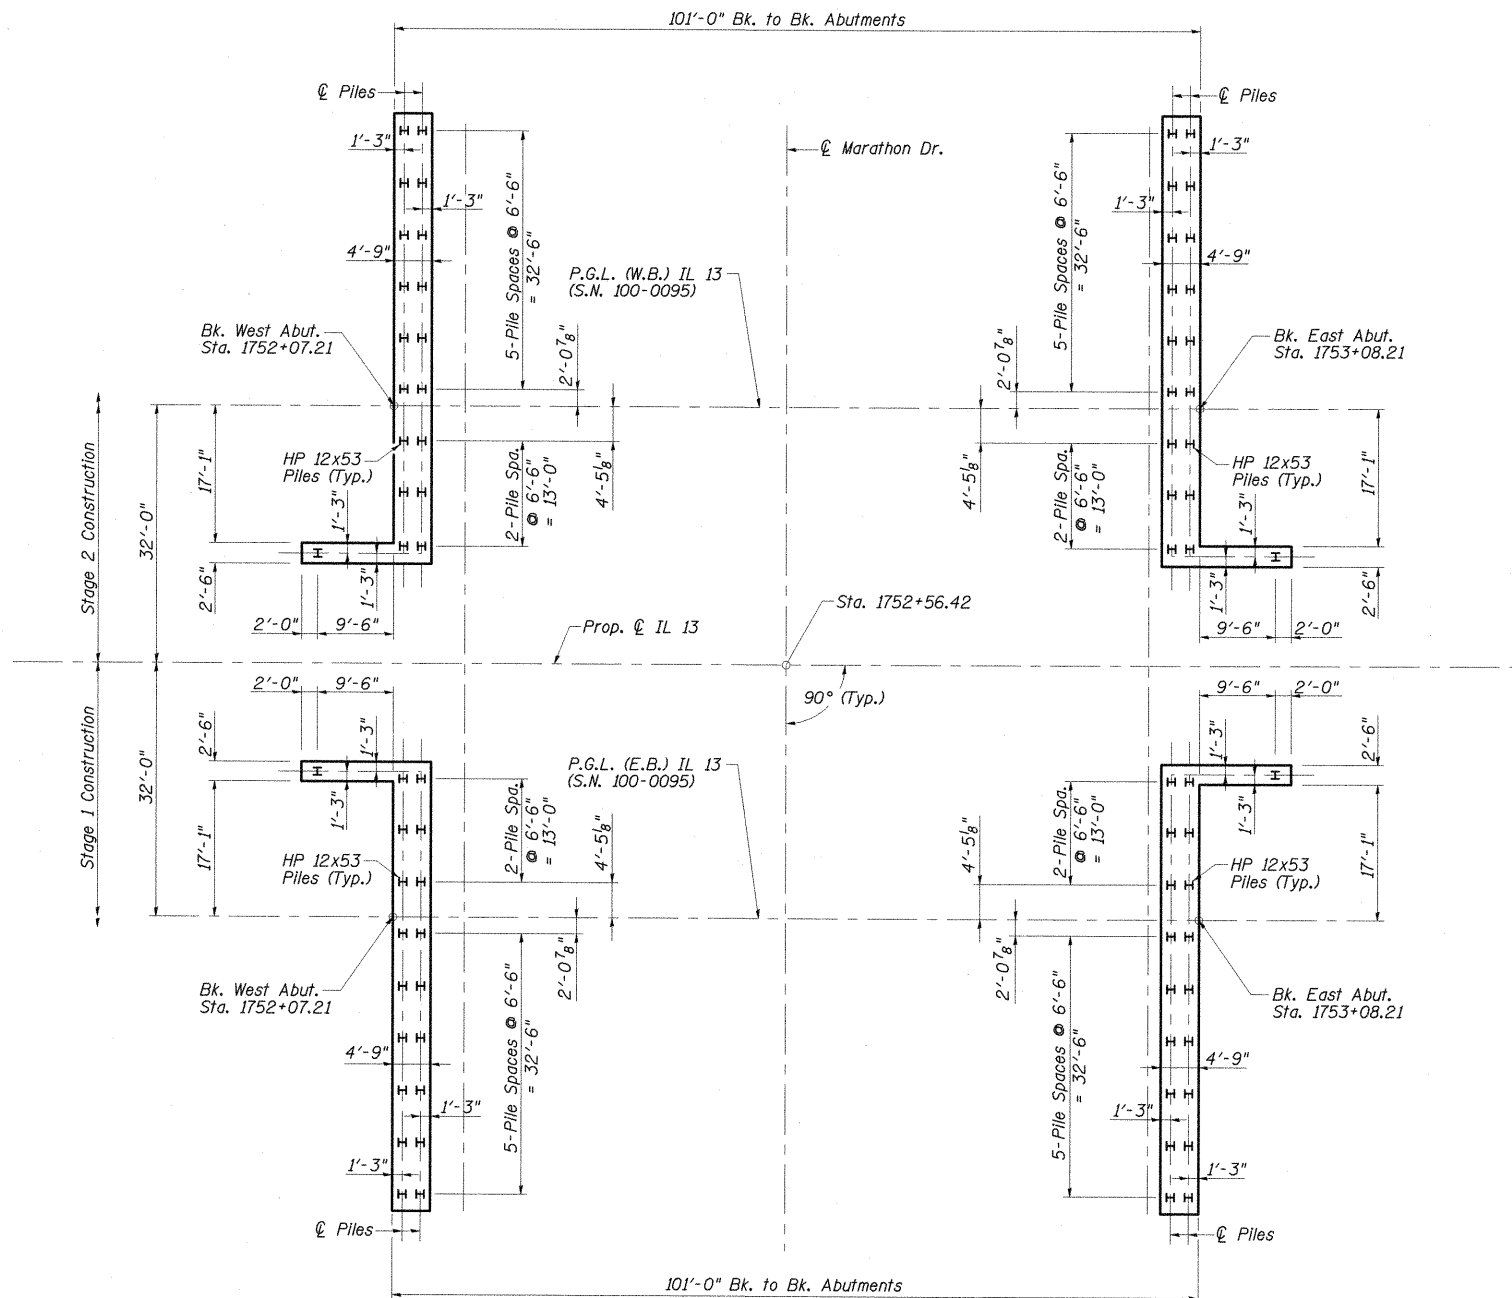 101'-0" Bk. to Bk. Abutments
℄ Piles
℄ Piles
1'-3"
℄ Marathon Dr.
1'-3"
1'-3"
1'-3"
5-Pile Spaces @ 6'-6"
= 32'-6"
5-Pile Spaces @ 6'-6"
= 32'-6"
4'-9"
4'-9"
P.G.L. (W.B.) IL 13
(S.N. 100-0095)
Bk. West Abut.
Sta. 1752+07.21
Bk. East Abut.
Sta. 1753+08.21
2'-0⅞"
2'-0⅞"
Stage 2 Construction
32'-0"
17'-1"
HP 12x53
Piles (Typ.)
1'-3"
2-Pile Spa.
@ 6'-6"
= 13'-0"
4'-5⅛"
4'-5⅛"
2-Pile Spa.
@ 6'-6"
= 13'-0"
HP 12x53
Piles (Typ.)
1'-3"
17'-1"
2'-6"
1'-3"
1'-3"
2'-6"
2'-0"
9'-6"
9'-6"
2'-0"
Sta. 1752+56.42
Prop. ℄ IL 13
90° (Typ.)
2'-0"
9'-6"
9'-6"
2'-0"
Stage 1 Construction
32'-0"
2'-6"
1'-3"
1'-3"
2'-6"
P.G.L. (E.B.) IL 13
(S.N. 100-0095)
17'-1"
1'-3"
2-Pile Spa.
@ 6'-6"
= 13'-0"
4'-5⅛"
4'-5⅛"
2-Pile Spa.
@ 6'-6"
= 13'-0"
1'-3"
17'-1"
HP 12x53
Piles (Typ.)
HP 12x53
Piles (Typ.)
2'-0⅞"
2'-0⅞"
Bk. West Abut.
Sta. 1752+07.21
Bk. East Abut.
Sta. 1753+08.21
5-Pile Spaces @ 6'-6"
= 32'-6"
5-Pile Spaces @ 6'-6"
= 32'-6"
4'-9"
4'-9"
1'-3"
1'-3"
1'-3"
1'-3"
℄ Piles
℄ Piles
101'-0" Bk. to Bk. Abutments